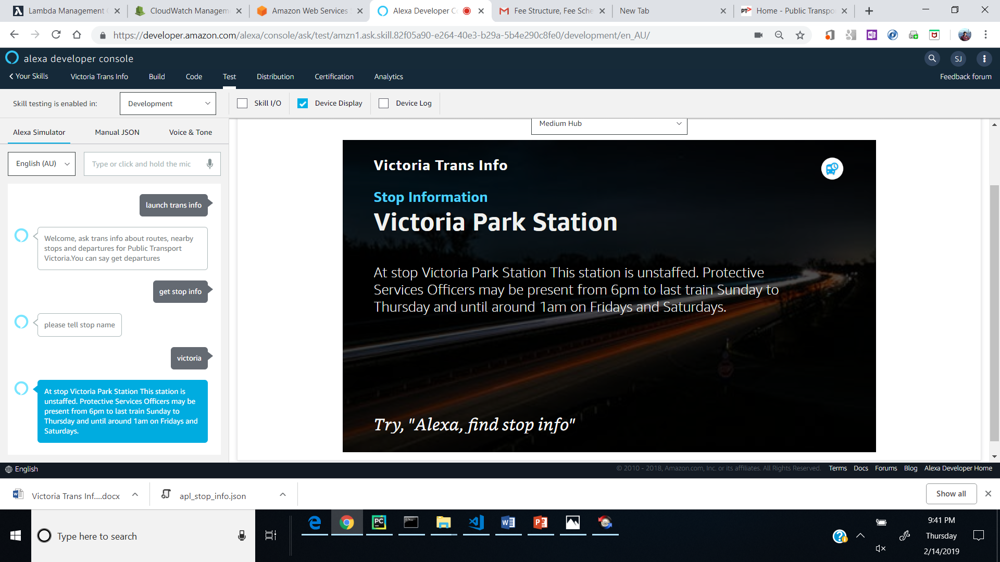 Lambda Management C
CloudWatch Managem
Amazon Web Services S
Alexa Developer Co
Fee Structure, Fee Sche
New Tab
PT Home - Public Transpo
https://developer.amazon.com/alexa/console/ask/test/amzn1.ask.skill.82f05a90-e264-40e3-b29a-5b4e290c8fe0/development/en_AU/
alexa developer console
SJ
Your Skills
Victoria Trans Info
Build
Code
Test
Distribution
Certification
Analytics
Feedback forum
Skill testing is enabled in:
Development
Skill I/O
Device Display
Device Log
Alexa Simulator
Manual JSON
Voice & Tone
Medium Hub
English (AU)
Type or click and hold the mic
launch trans info
Welcome, ask trans info about routes, nearby
stops and departures for Public Transport
Victoria.You can say get departures
get stop info
please tell stop name
victoria
At stop Victoria Park Station This station is
unstaffed. Protective Services Officers may be
present from 6pm to last train Sunday to
Thursday and until around 1am on Fridays and
Saturdays.
Victoria Trans Info
Stop Information
Victoria Park Station
At stop Victoria Park Station This station is unstaffed. Protective
Services Officers may be present from 6pm to last train Sunday to
Thursday and until around 1am on Fridays and Saturdays.
Try, "Alexa, find stop info"
English
© 2010 - 2018, Amazon.com, Inc. or its affiliates. All Rights Reserved.
Terms
Docs
Forums
Blog
Alexa Developer Home
Victoria Trans Inf....docx
apl_stop_info.json
Show all
Type here to search
PC
9:41 PM
Thursday
2/14/2019